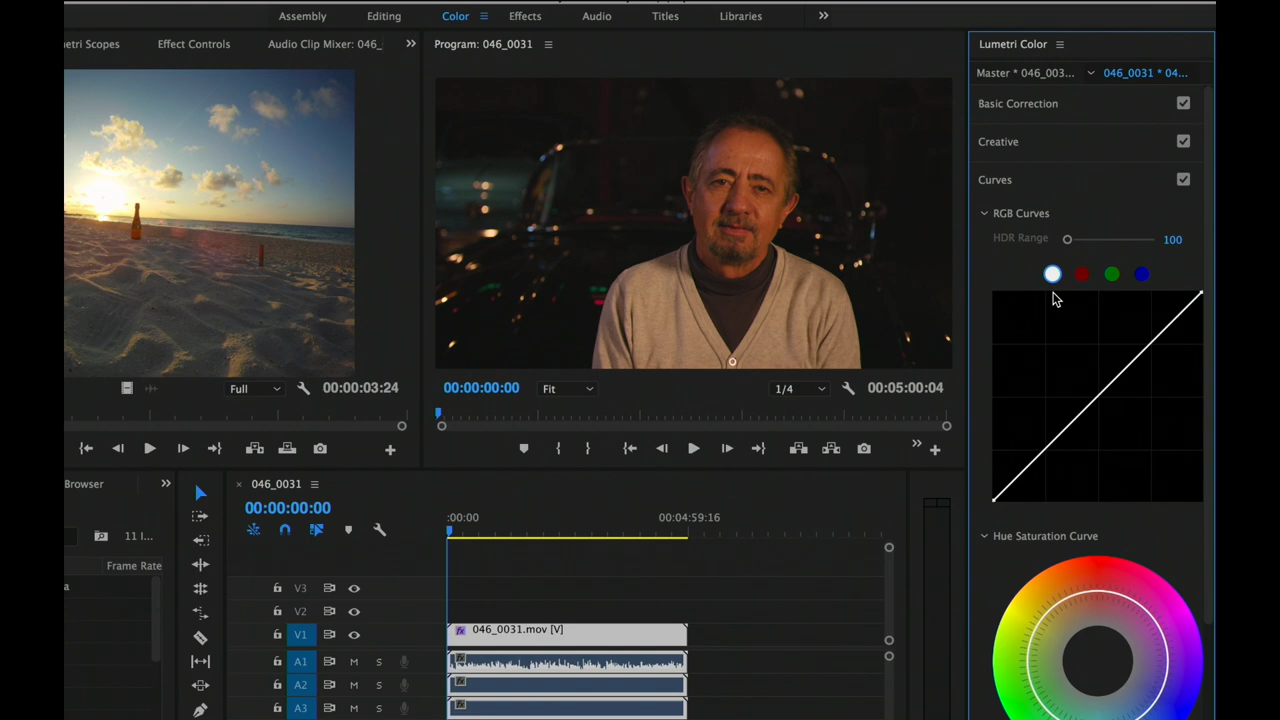 Assembly Editing Color Effects Audio Titles Libraries
etri Scopes Effect Controls Audio Clip Mixer: 046_
Program: 046_0031
Lumetri Color
Master * 046_003... 046_0031 * 04...
Basic Correction
Creative
Curves
RGB Curves
HDR Range 100
Full 00:00:03:24
00:00:00:00 Fit 1/4 00:05:00:04
Browser
046_0031
00:00:00:00
:00:00 00:04:59:16
11 I...
Frame Rate
a
V3
V2
V1 046_0031.mov [V]
fx
A1 M S
A2 M S
A3 M S
Hue Saturation Curve